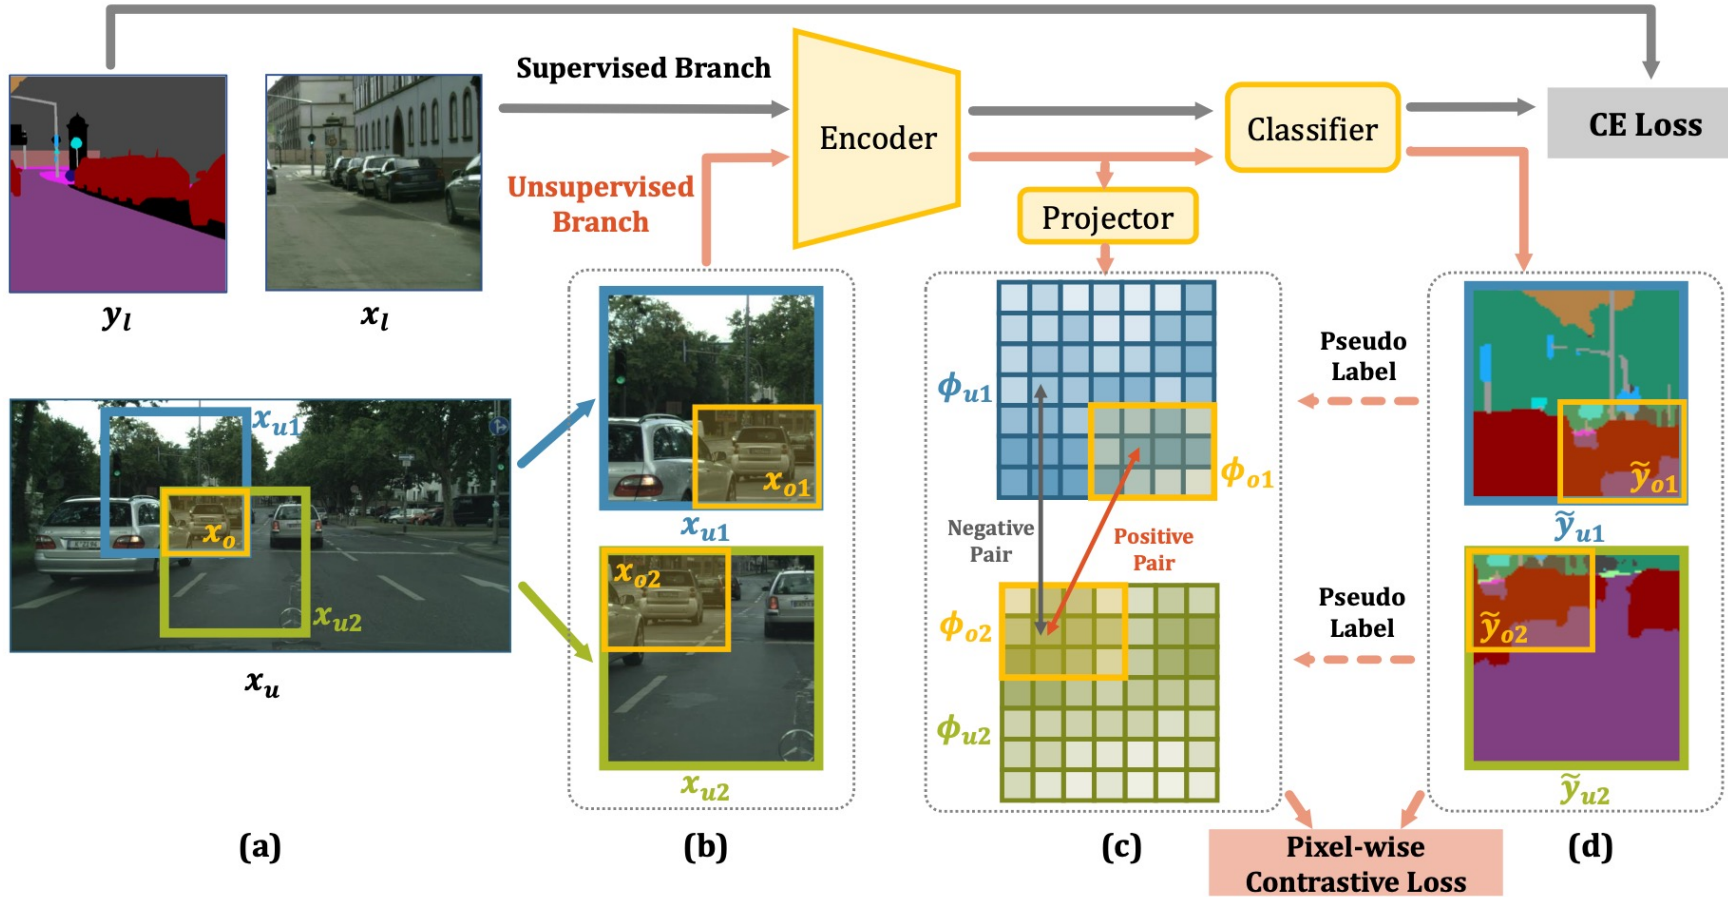 Supervised Branch
Encoder
Classifier
CE Loss
Unsupervised
Branch
Projector
y_l
x_l
x_u1
x_o
x_u2
x_u
x_o1
x_u1
x_o2
x_u2
ϕ_u1
ϕ_o1
Negative
Pair
Positive
Pair
ϕ_o2
ϕ_u2
Pseudo
Label
Pseudo
Label
ỹ_o1
ỹ_u1
ỹ_o2
ỹ_u2
(a)
(b)
(c)
(d)
Pixel-wise
Contrastive Loss